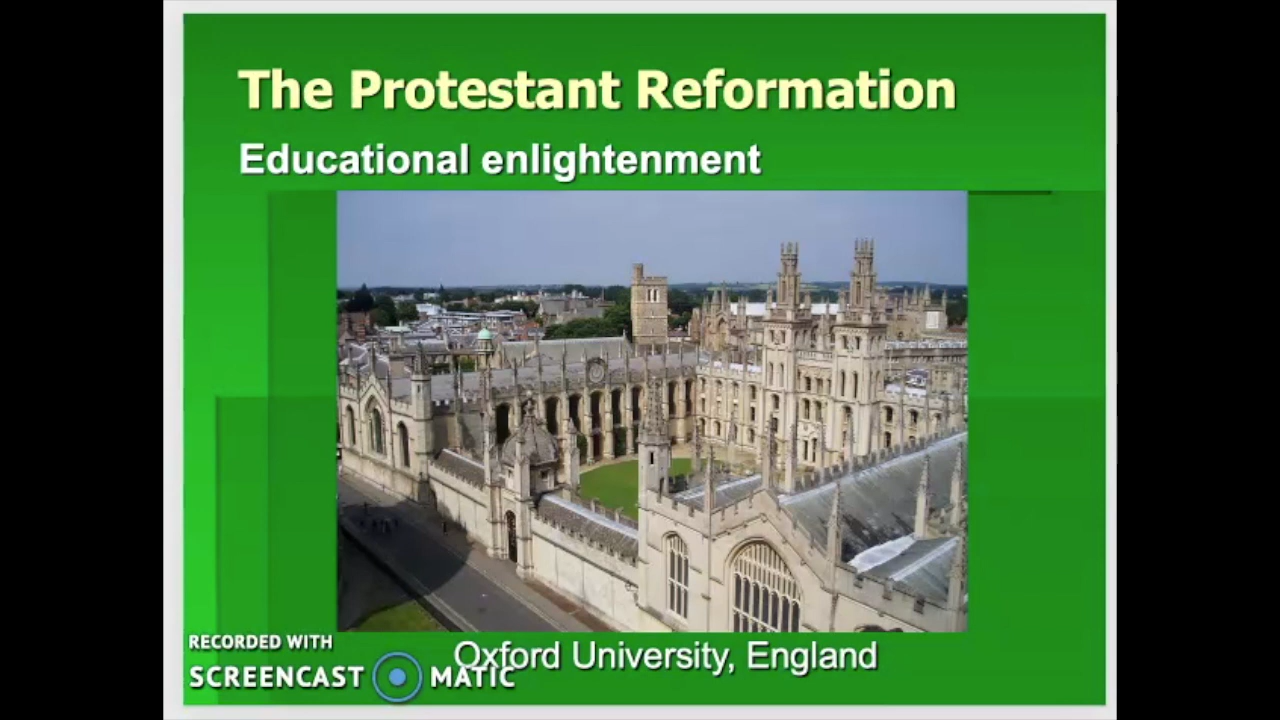 The Protestant Reformation
Educational enlightenment
Oxford University, England
RECORDED WITH
SCREENCAST MATIC